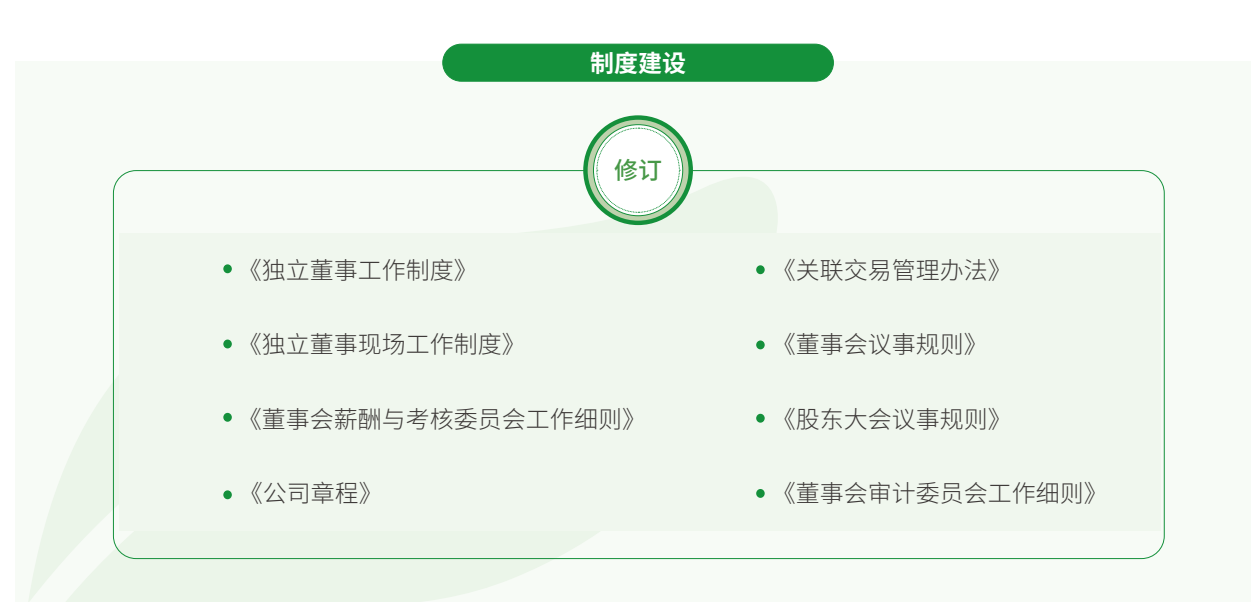 制度建设
修订
《独立董事工作制度》
《独立董事现场工作制度》
《董事会薪酬与考核委员会工作细则》
《公司章程》
《关联交易管理办法》
《董事会议事规则》
《股东大会议事规则》
《董事会审计委员会工作细则》